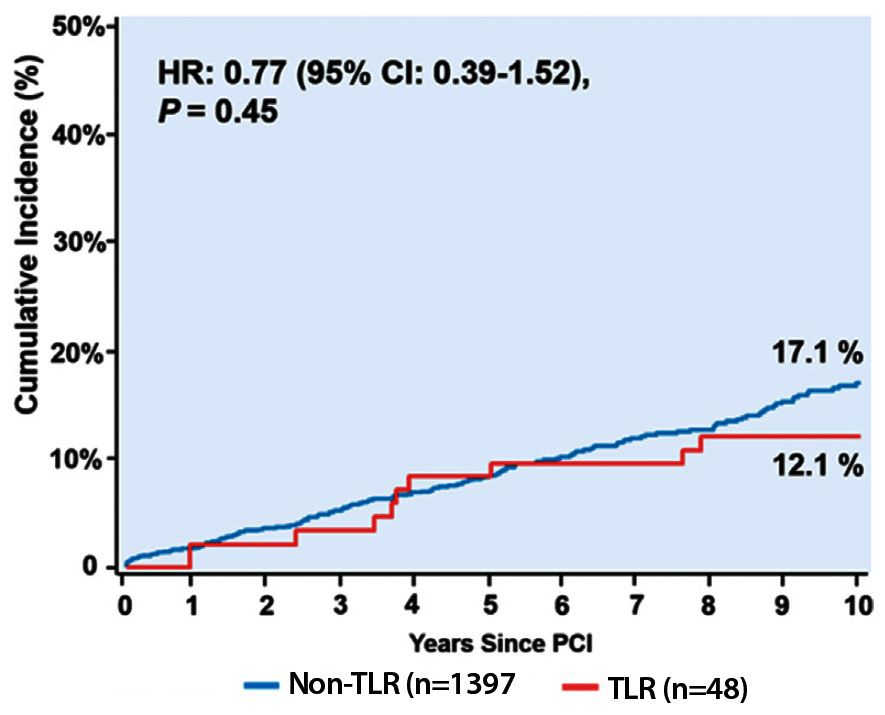 50%
HR: 0.77 (95% CI: 0.39-1.52),
P = 0.45
40%
30%
20%
10%
0
Cumulative Incidence (%)
17.1 %
12.1 %
0 1 2 3 4 5 6 7 8 9 10
Years Since PCI
Non-TLR (n=1397 TLR (n=48)